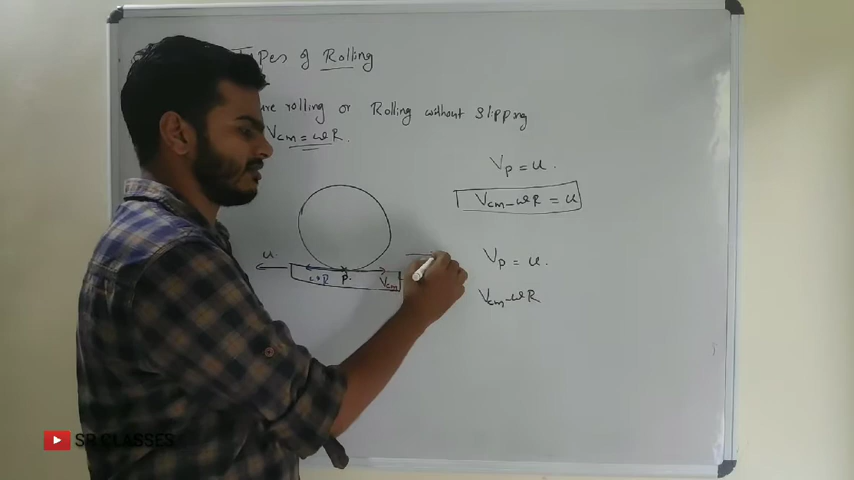 Types of Rolling
ure rolling or Rolling without slipping
Vcm = ωR.
VP = u.
Vcm - ωR = u
u
ωR P. Vcm
VP = u.
Vcm - ωR
SR CLASSES